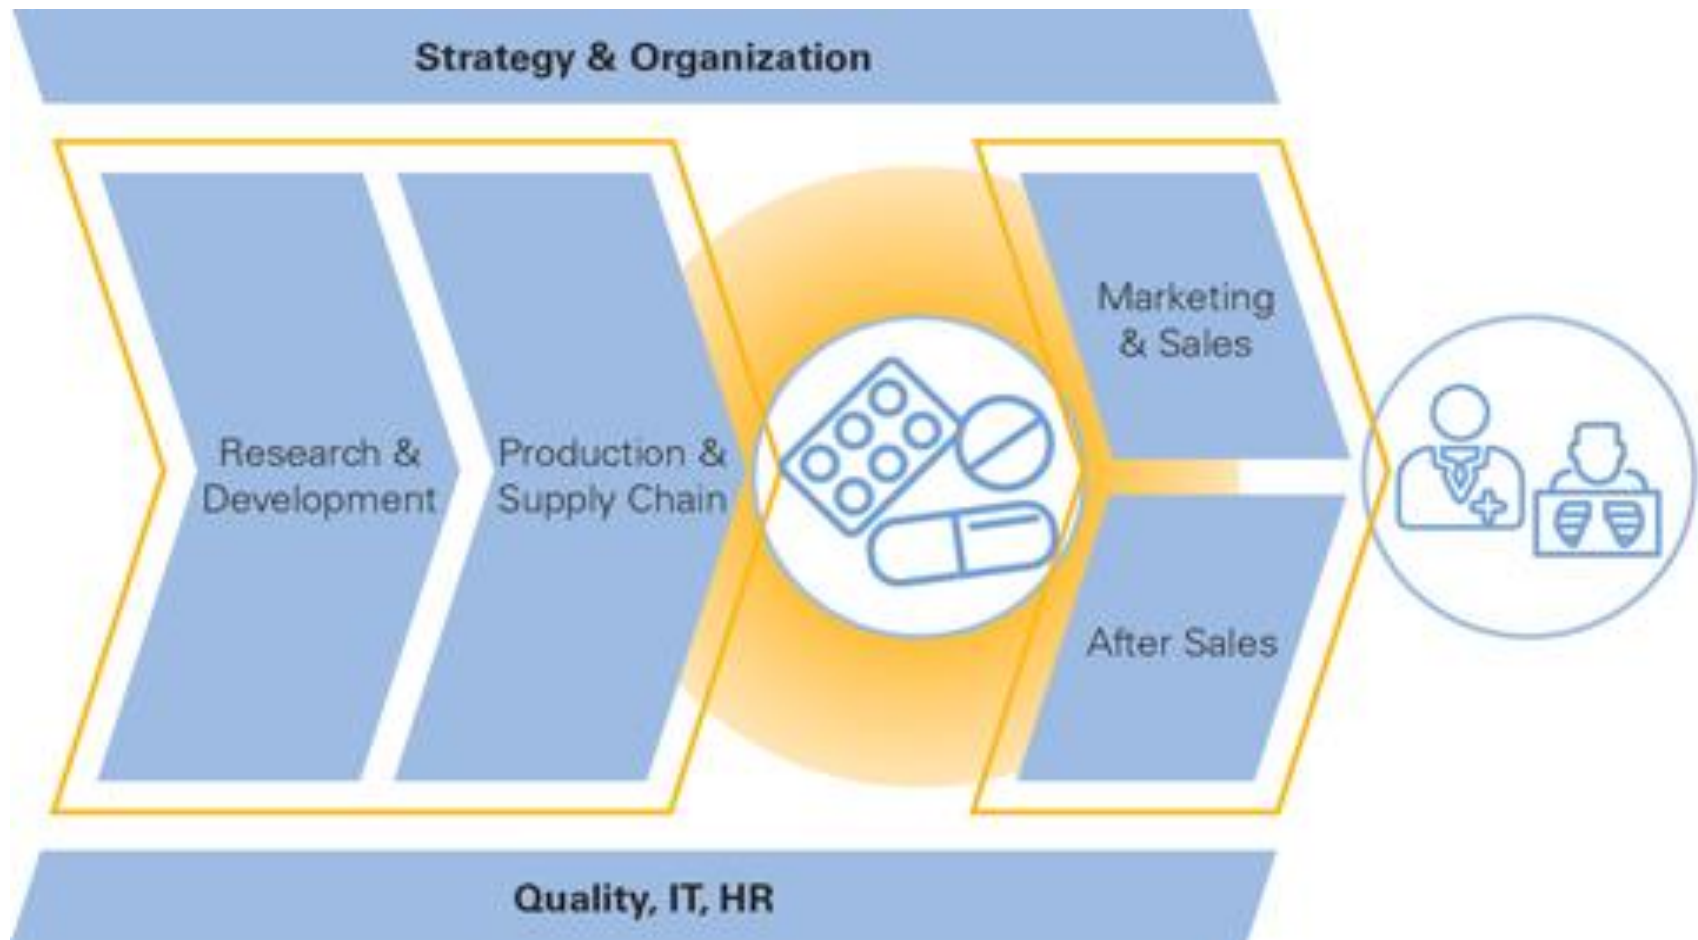 Strategy & Organization
Research &
Development
Production &
Supply Chain
Marketing
& Sales
After Sales
Quality, IT, HR